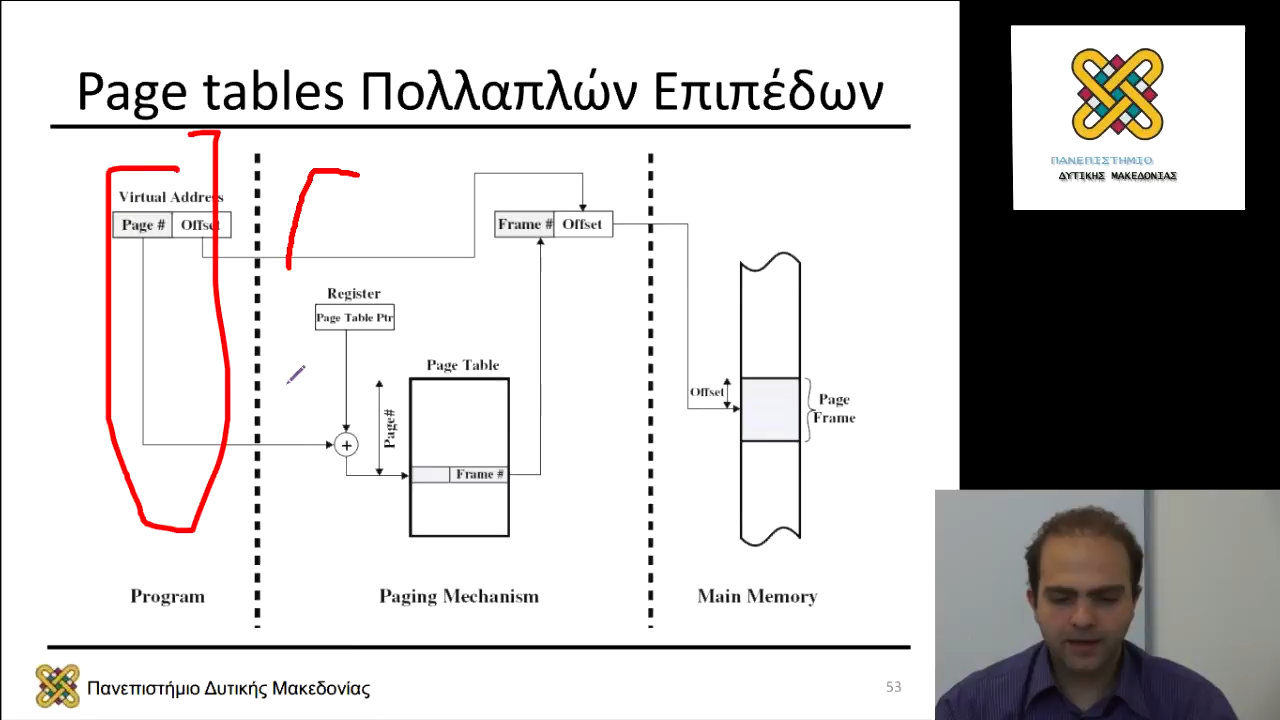 Page tables Πολλαπλών Επιπέδων
Virtual Address
Page # Offset
Frame # Offset
Register
Page Table Ptr
Page Table
Page#
+
Frame #
Offset
Page
Frame
Program
Paging Mechanism
Main Memory
Πανεπιστήμιο Δυτικής Μακεδονίας
53
ΠΑΝΕΠΙΣΤΗΜΙΟ
ΔΥΤΙΚΗΣ ΜΑΚΕΔΟΝΙΑΣ